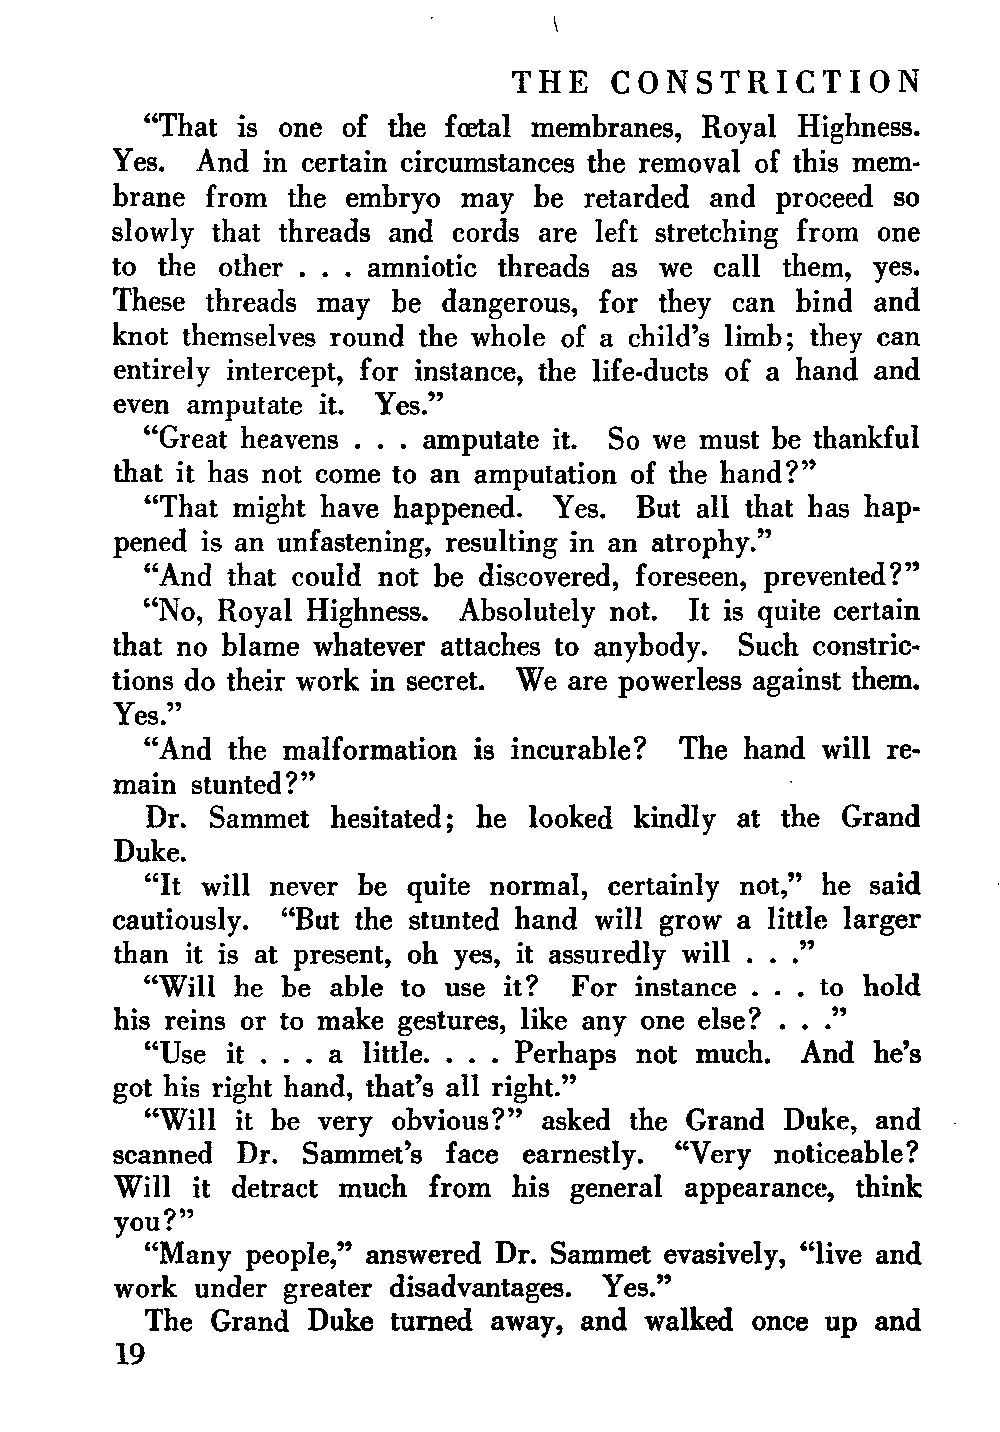 THE CONSTRICTION
“That is one of the fœtal membranes, Royal Highness.
Yes. And in certain circumstances the removal of this mem-
brane from the embryo may be retarded and proceed so
slowly that threads and cords are left stretching from one
to the other . . . amniotic threads as we call them, yes.
These threads may be dangerous, for they can bind and
knot themselves round the whole of a child’s limb; they can
entirely intercept, for instance, the life-ducts of a hand and
even amputate it. Yes.”
“Great heavens . . . amputate it. So we must be thankful
that it has not come to an amputation of the hand?”
“That might have happened. Yes. But all that has hap-
pened is an unfastening, resulting in an atrophy.”
“And that could not be discovered, foreseen, prevented?”
“No, Royal Highness. Absolutely not. It is quite certain
that no blame whatever attaches to anybody. Such constric-
tions do their work in secret. We are powerless against them.
Yes.”
“And the malformation is incurable? The hand will re-
main stunted?”
Dr. Sammet hesitated; he looked kindly at the Grand
Duke.
“It will never be quite normal, certainly not,” he said
cautiously. “But the stunted hand will grow a little larger
than it is at present, oh yes, it assuredly will . . .”
“Will he be able to use it? For instance . . . to hold
his reins or to make gestures, like any one else? . . .”
“Use it . . . a little. . . . Perhaps not much. And he’s
got his right hand, that’s all right.”
“Will it be very obvious?” asked the Grand Duke, and
scanned Dr. Sammet’s face earnestly. “Very noticeable?
Will it detract much from his general appearance, think
you?”
“Many people,” answered Dr. Sammet evasively, “live and
work under greater disadvantages. Yes.”
The Grand Duke turned away, and walked once up and
19